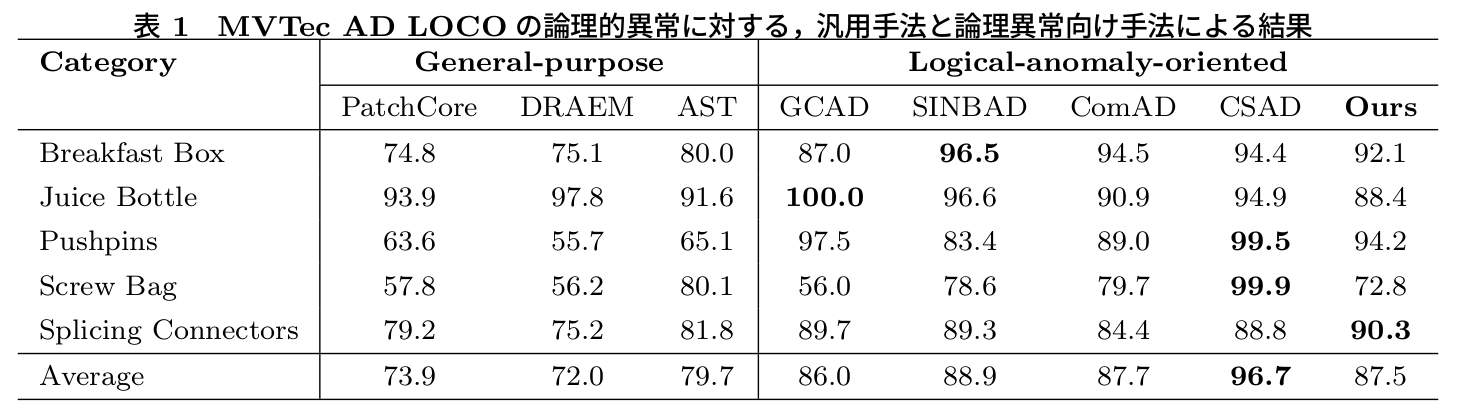 表 1 MVTec AD LOCO の論理的異常に対する，汎用手法と論理異常向け手法による結果
Category General-purpose Logical-anomaly-oriented
PatchCore DRAEM AST GCAD SINBAD ComAD CSAD Ours
Breakfast Box 74.8 75.1 80.0 87.0 96.5 94.5 94.4 92.1
Juice Bottle 93.9 97.8 91.6 100.0 96.6 90.9 94.9 88.4
Pushpins 63.6 55.7 65.1 97.5 83.4 89.0 99.5 94.2
Screw Bag 57.8 56.2 80.1 56.0 78.6 79.7 99.9 72.8
Splicing Connectors 79.2 75.2 81.8 89.7 89.3 84.4 88.8 90.3
Average 73.9 72.0 79.7 86.0 88.9 87.7 96.7 87.5